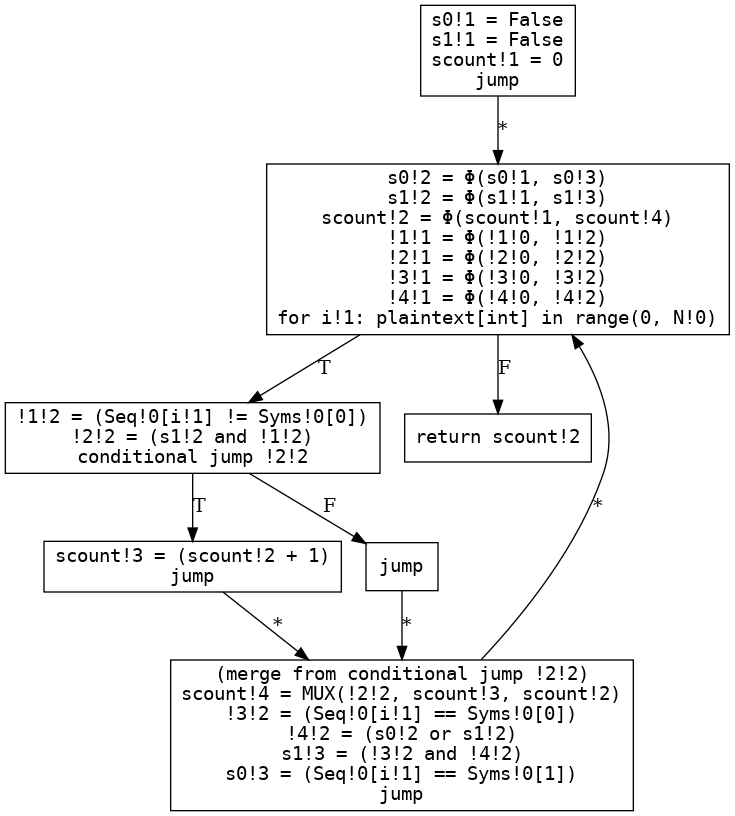 s0!1 = False
s1!1 = False
scount!1 = 0
jump
*
s0!2 = Φ(s0!1, s0!3)
s1!2 = Φ(s1!1, s1!3)
scount!2 = Φ(scount!1, scount!4)
!1!1 = Φ(!1!0, !1!2)
!2!1 = Φ(!2!0, !2!2)
!3!1 = Φ(!3!0, !3!2)
!4!1 = Φ(!4!0, !4!2)
for i!1: plaintext[int] in range(0, N!0)
T
F
!1!2 = (Seq!0[i!1] != Syms!0[0])
!2!2 = (s1!2 and !1!2)
conditional jump !2!2
return scount!2
T
F
*
scount!3 = (scount!2 + 1)
jump
jump
*
*
(merge from conditional jump !2!2)
scount!4 = MUX(!2!2, scount!3, scount!2)
!3!2 = (Seq!0[i!1] == Syms!0[0])
!4!2 = (s0!2 or s1!2)
s1!3 = (!3!2 and !4!2)
s0!3 = (Seq!0[i!1] == Syms!0[1])
jump